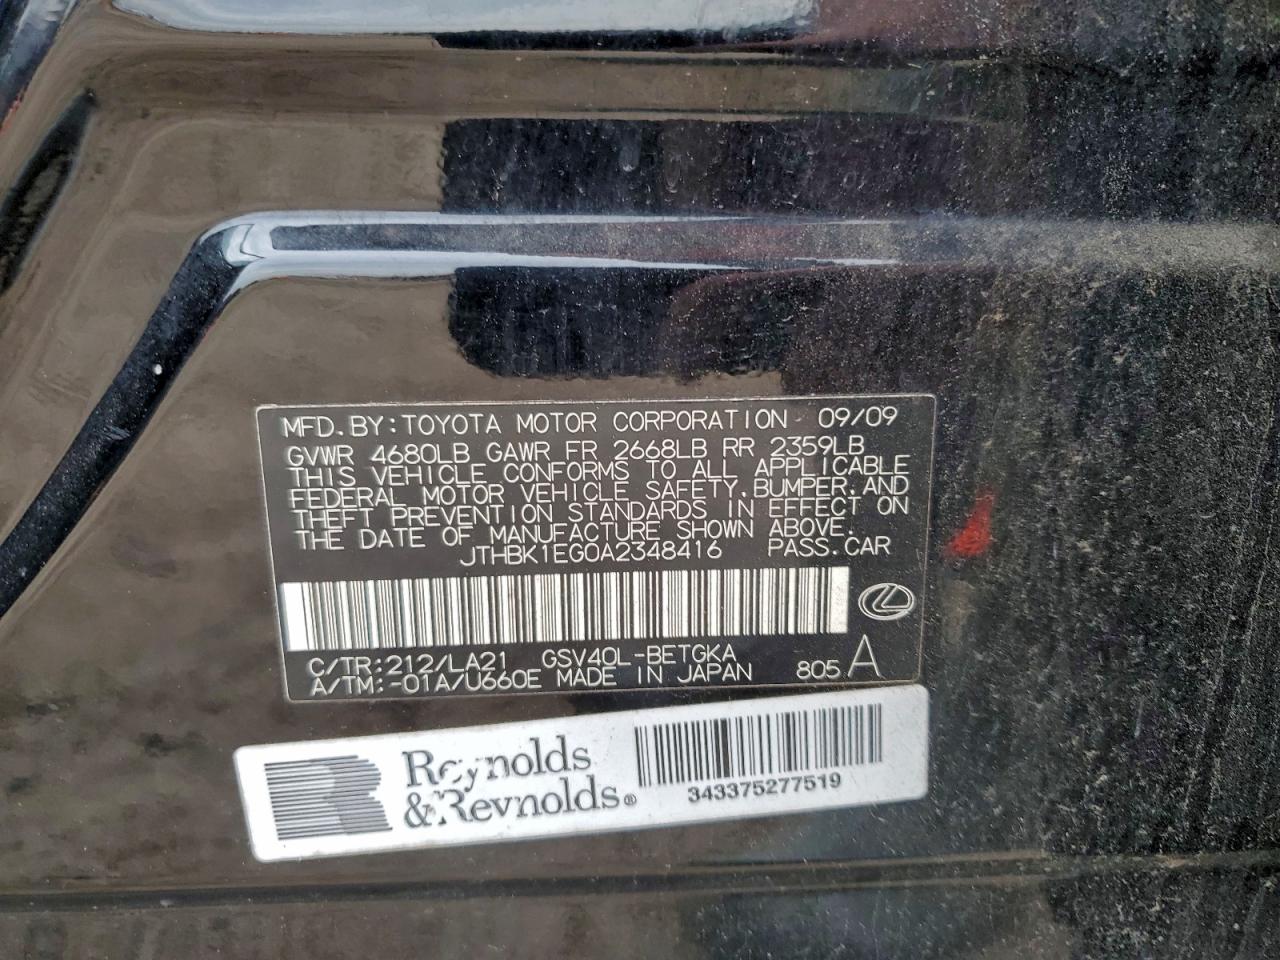 MFD.BY:TOYOTA MOTOR CORPORATION 09/09
GVWR 4680LB GAWR FR 2668LB RR 2359LB
THIS VEHICLE CONFORMS TO ALL APPLICABLE
FEDERAL MOTOR VEHICLE SAFETY,BUMPER,AND
THEFT PREVENTION STANDARDS IN EFFECT ON
THE DATE OF MANUFACTURE SHOWN ABOVE.
JTHBK1EG0A2348416 PASS.CAR
C/TR:212/LA21 GSV40L-BETGKA
A/TM:-01A/U660E MADE IN JAPAN 805 A
Reynolds
&Reynolds®
343375277519